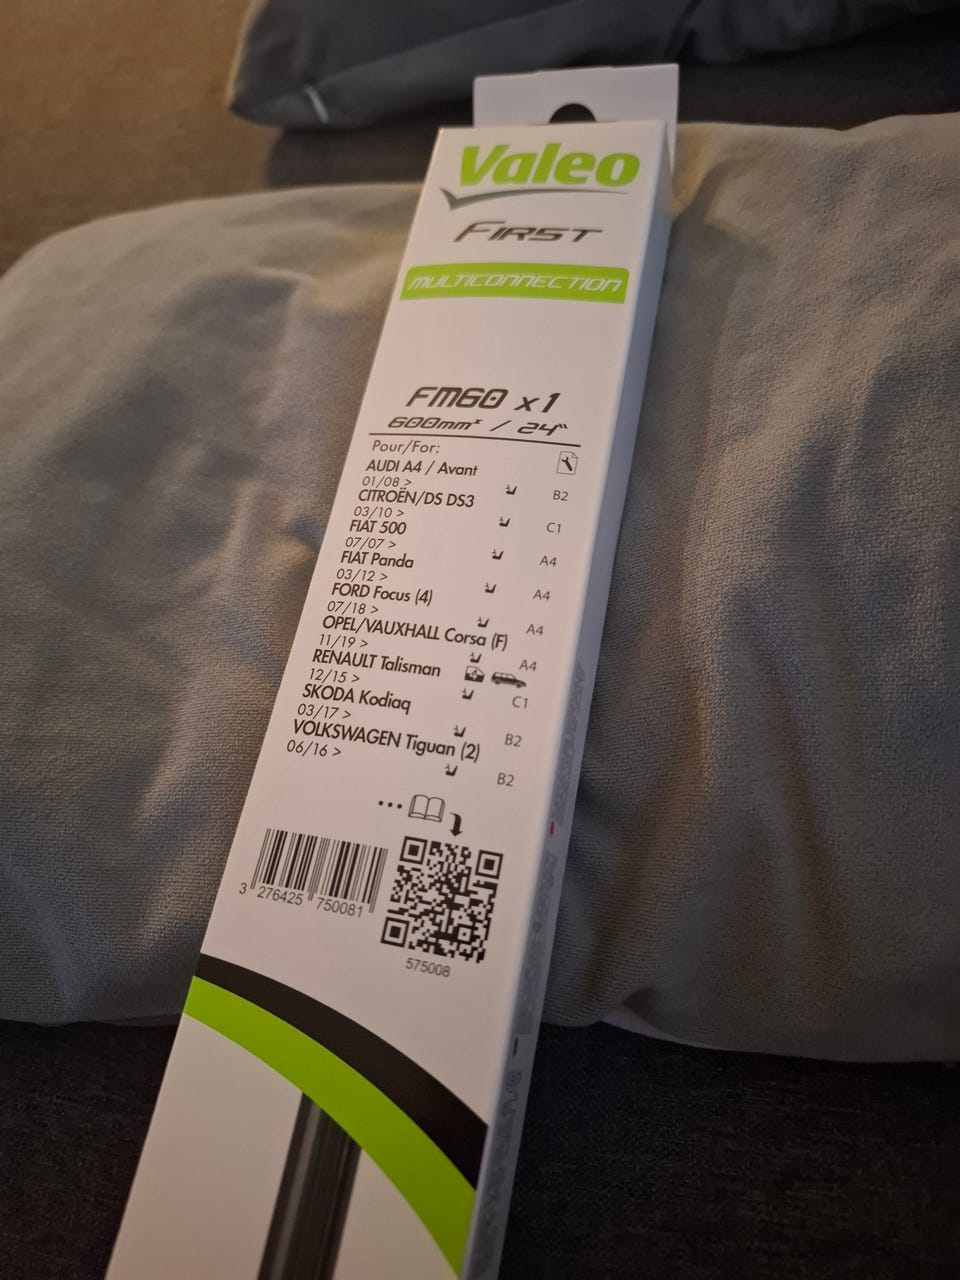 Valeo
FIRST
MULTICONNECTION
FM60 x1
600mm / 24"
Pour/For:
AUDI A4 / Avant
01/08 > B2
CITROËN/DS DS3
03/10 > C1
FIAT 500
07/07 > A4
FIAT Panda
03/12 > A4
FORD Focus (4)
07/18 > A4
OPEL/VAUXHALL Corsa (F)
11/19 > A4
RENAULT Talisman
12/15 > C1
SKODA Kodiaq
03/17 > B2
VOLKSWAGEN Tiguan (2)
06/16 > B2
...
3 276425 750081
575008